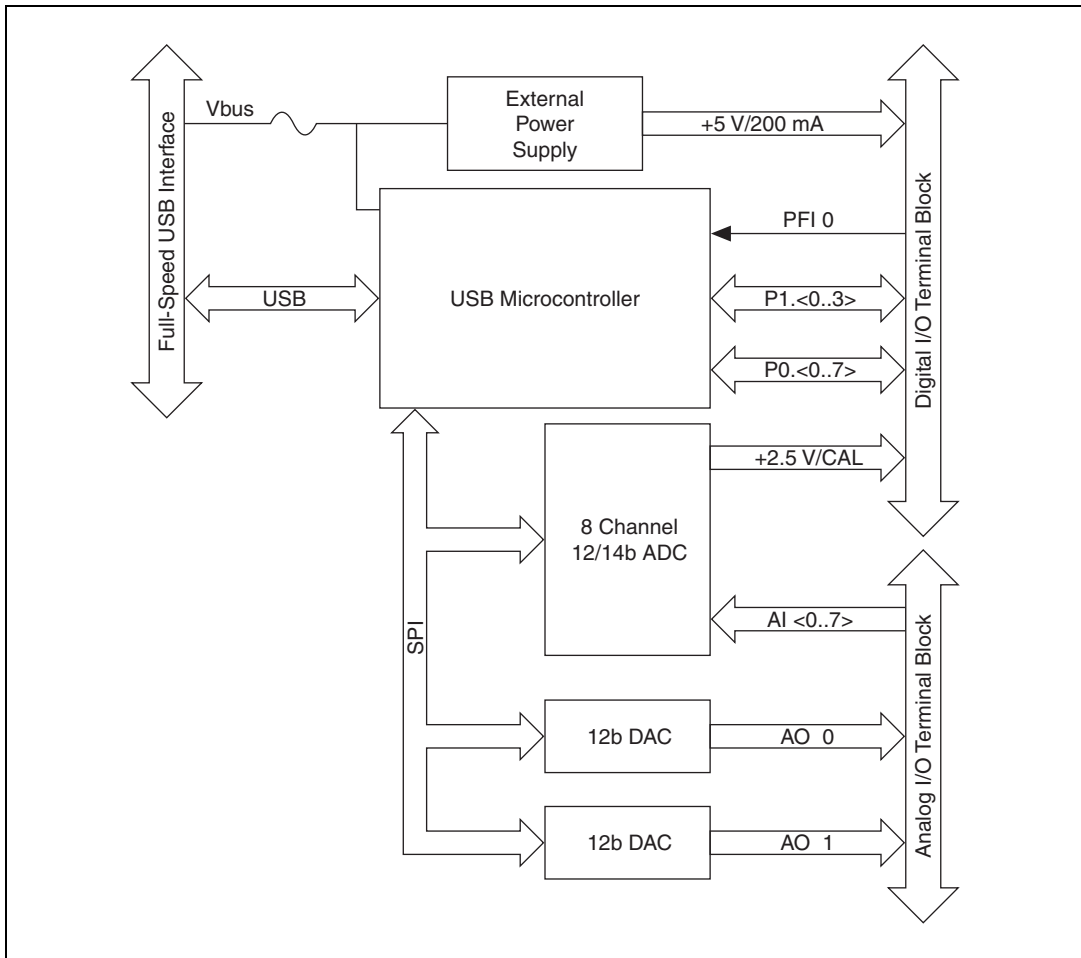 Full-Speed USB Interface
Vbus
External
Power
Supply
+5 V/200 mA
Digital I/O Terminal Block
USB
USB Microcontroller
PFI 0
P1.<0..3>
P0.<0..7>
SPI
8 Channel
12/14b ADC
+2.5 V/CAL
AI <0..7>
Analog I/O Terminal Block
12b DAC
AO 0
12b DAC
AO 1